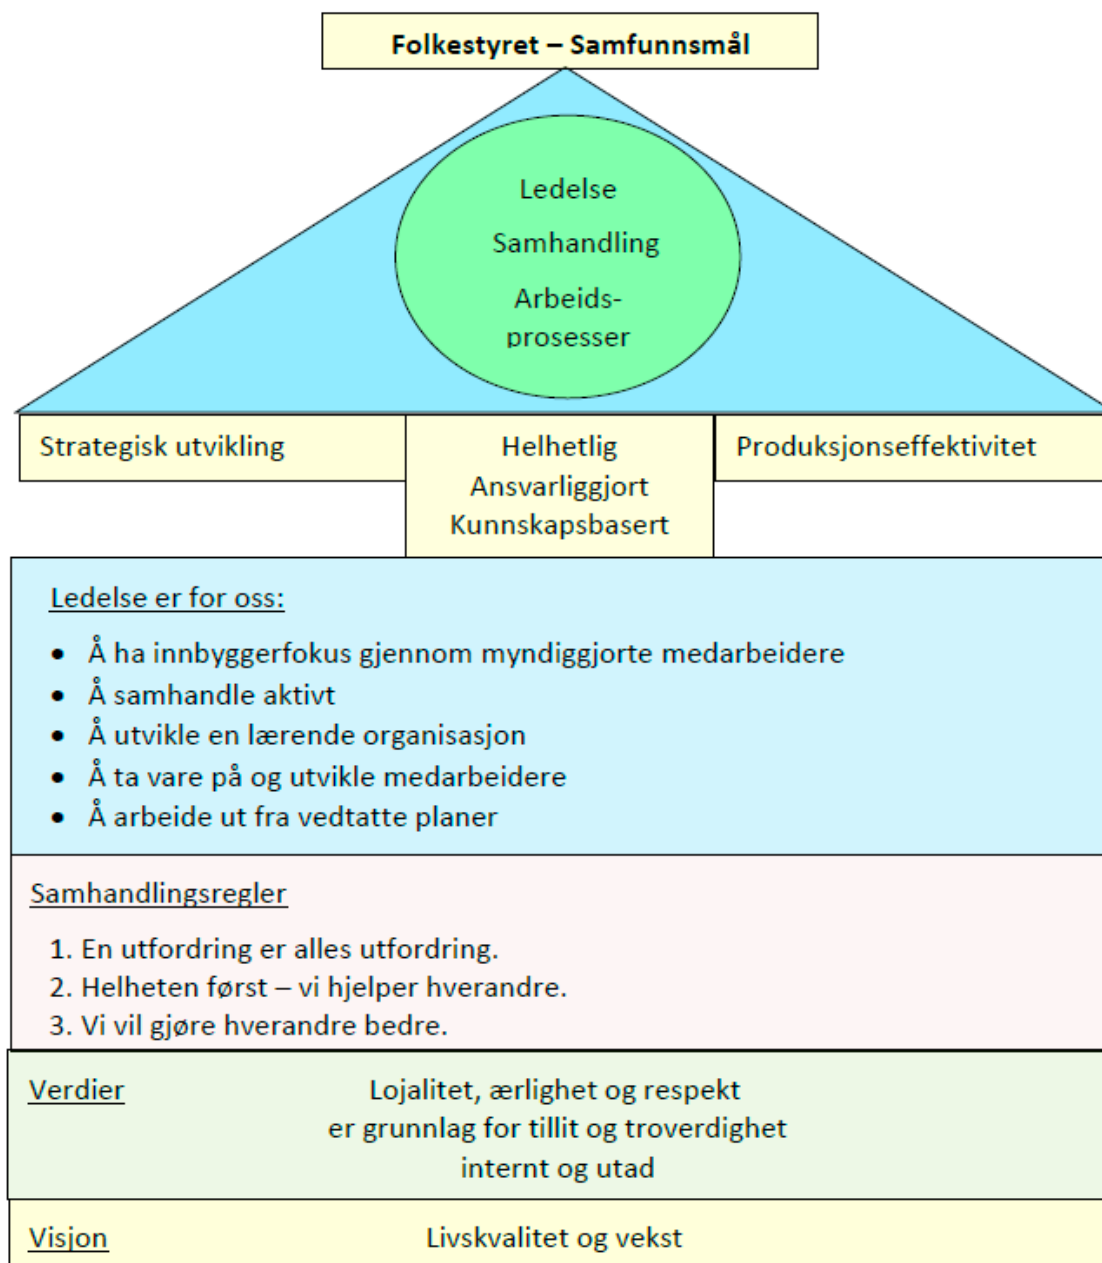 Folkestyret – Samfunnsmål
Ledelse
Samhandling
Arbeids-
prosesser
Strategisk utvikling
Helhetlig
Ansvarliggjort
Kunnskapsbasert
Produksjonseffektivitet
Ledelse er for oss:
• Å ha innbyggerfokus gjennom myndiggjorte medarbeidere
• Å samhandle aktivt
• Å utvikle en lærende organisasjon
• Å ta vare på og utvikle medarbeidere
• Å arbeide ut fra vedtatte planer
Samhandlingsregler
1. En utfordring er alles utfordring.
2. Helheten først – vi hjelper hverandre.
3. Vi vil gjøre hverandre bedre.
Verdier
Lojalitet, ærlighet og respekt
er grunnlag for tillit og troverdighet
internt og utad
Visjon
Livskvalitet og vekst